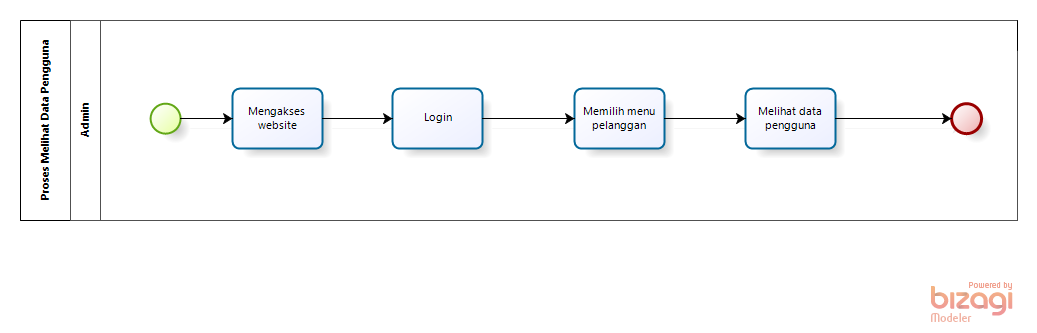 Proses Melihat Data Pengguna
Admin
Mengakses
website
Login
Memilih menu
pelanggan
Melihat data
pengguna
Powered by
bizagi
Modeler